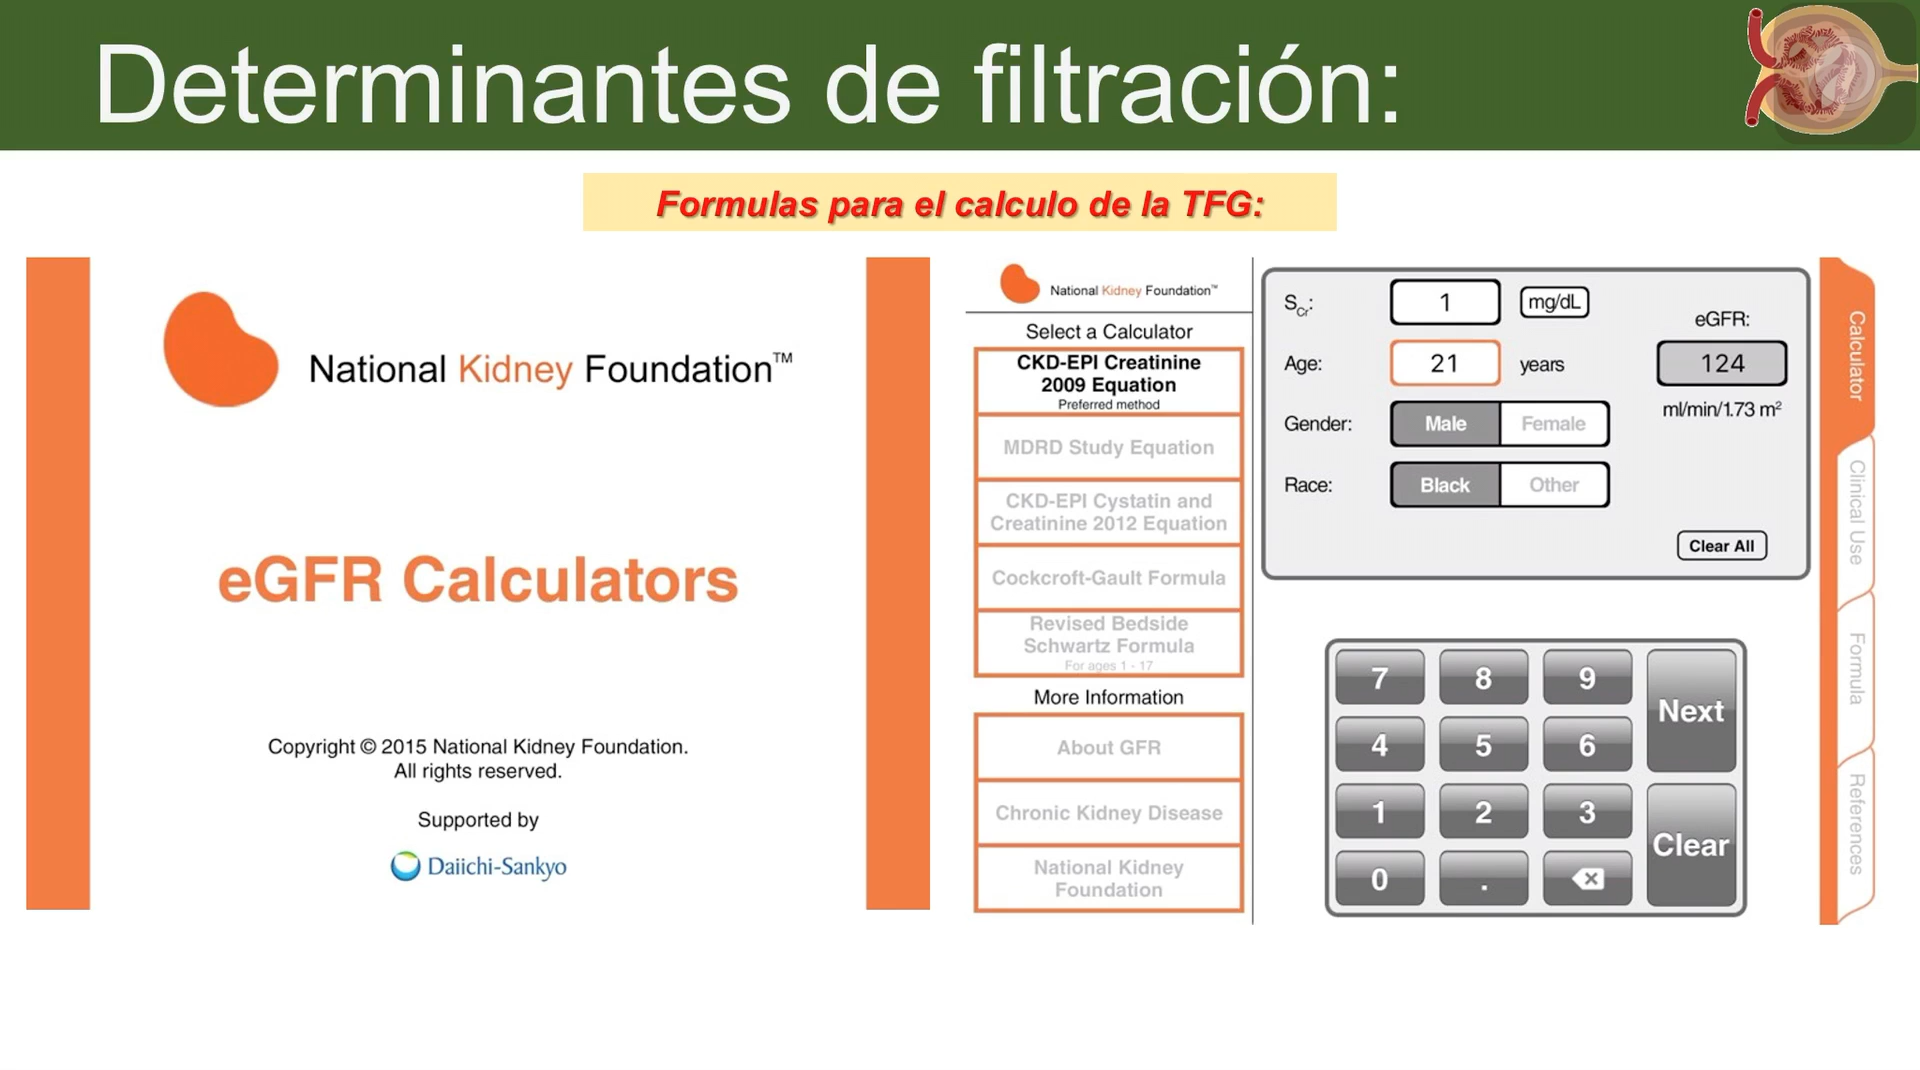 Determinantes de filtración:
Formulas para el calculo de la TFG:
National Kidney Foundation™
eGFR Calculators
Copyright © 2015 National Kidney Foundation.
All rights reserved.
Supported by
Daiichi-Sankyo
National Kidney Foundation™
Select a Calculator
CKD-EPI Creatinine
2009 Equation
Preferred method
MDRD Study Equation
CKD-EPI Cystatin and
Creatinine 2012 Equation
Cockcroft-Gault Formula
Revised Bedside
Schwartz Formula
For ages 1 - 17
More Information
About GFR
Chronic Kidney Disease
National Kidney
Foundation
SCr: 1 mg/dL
Age: 21 years
Gender: Male Female
Race: Black Other
eGFR:
124
ml/min/1.73 m²
Clear All
7 8 9 Next
4 5 6
1 2 3 Clear
0 .
Calculator
Clinical Use
Formula
References